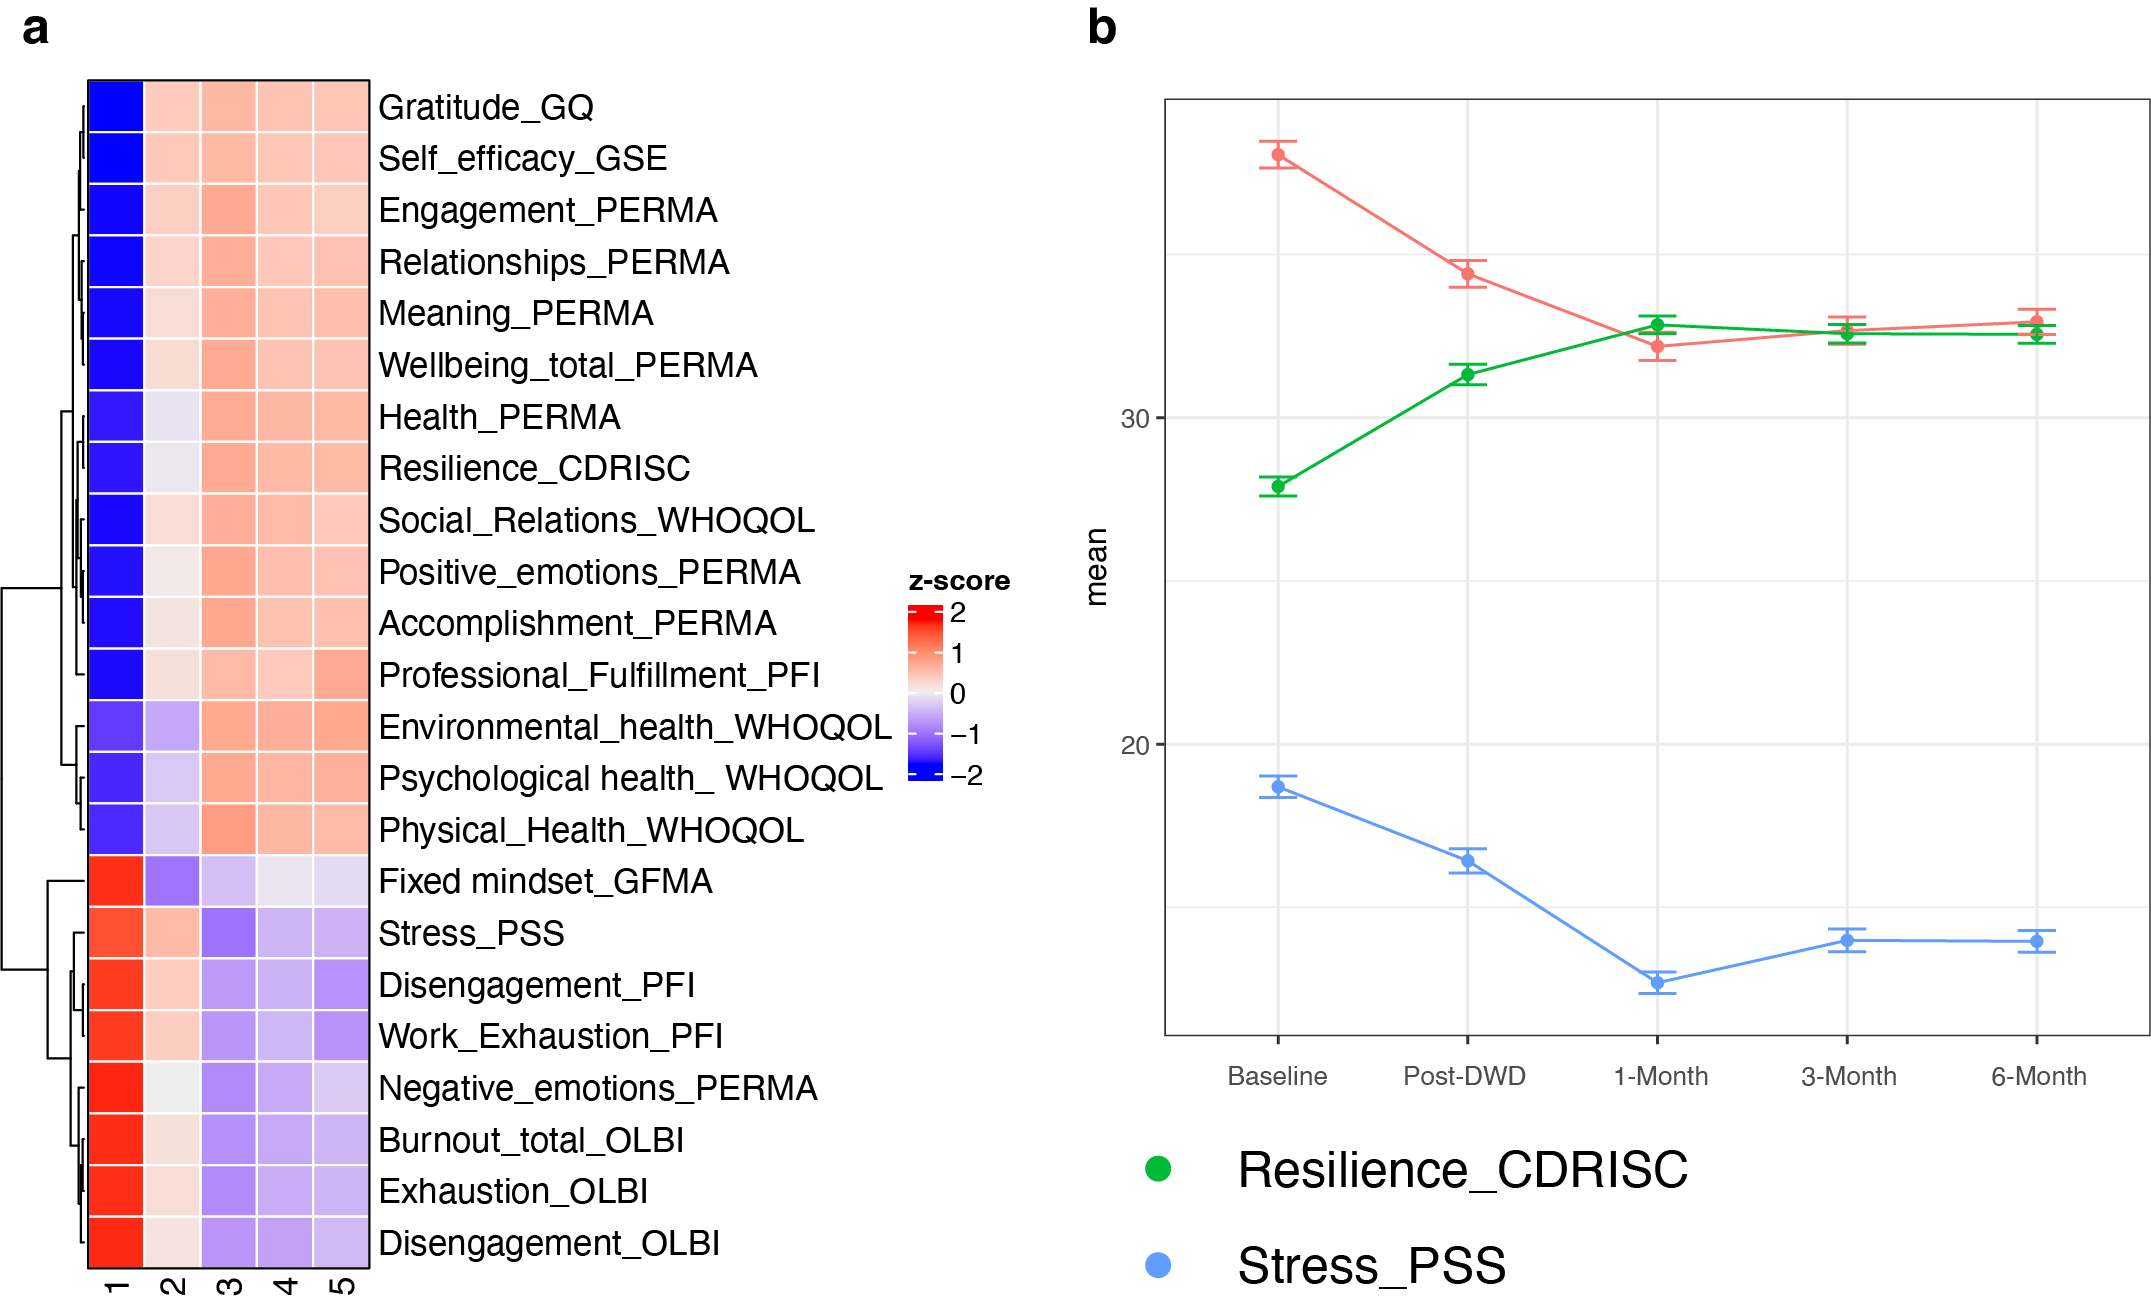 a
Gratitude_GQ
Self_efficacy_GSE
Engagement_PERMA
Relationships_PERMA
Meaning_PERMA
Wellbeing_total_PERMA
Health_PERMA
Resilience_CDRISC
Social_Relations_WHOQOL
Positive_emotions_PERMA
Accomplishment_PERMA
Professional_Fulfillment_PFI
Environmental_health_WHOQOL
Psychological health_ WHOQOL
Physical_Health_WHOQOL
Fixed mindset_GFMA
Stress_PSS
Disengagement_PFI
Work_Exhaustion_PFI
Negative_emotions_PERMA
Burnout_total_OLBI
Exhaustion_OLBI
Disengagement_OLBI
1 2 3 4 5
z-score
2
1
0
−1
−2
b
mean
30
20
Baseline Post-DWD 1-Month 3-Month 6-Month
Resilience_CDRISC
Stress_PSS